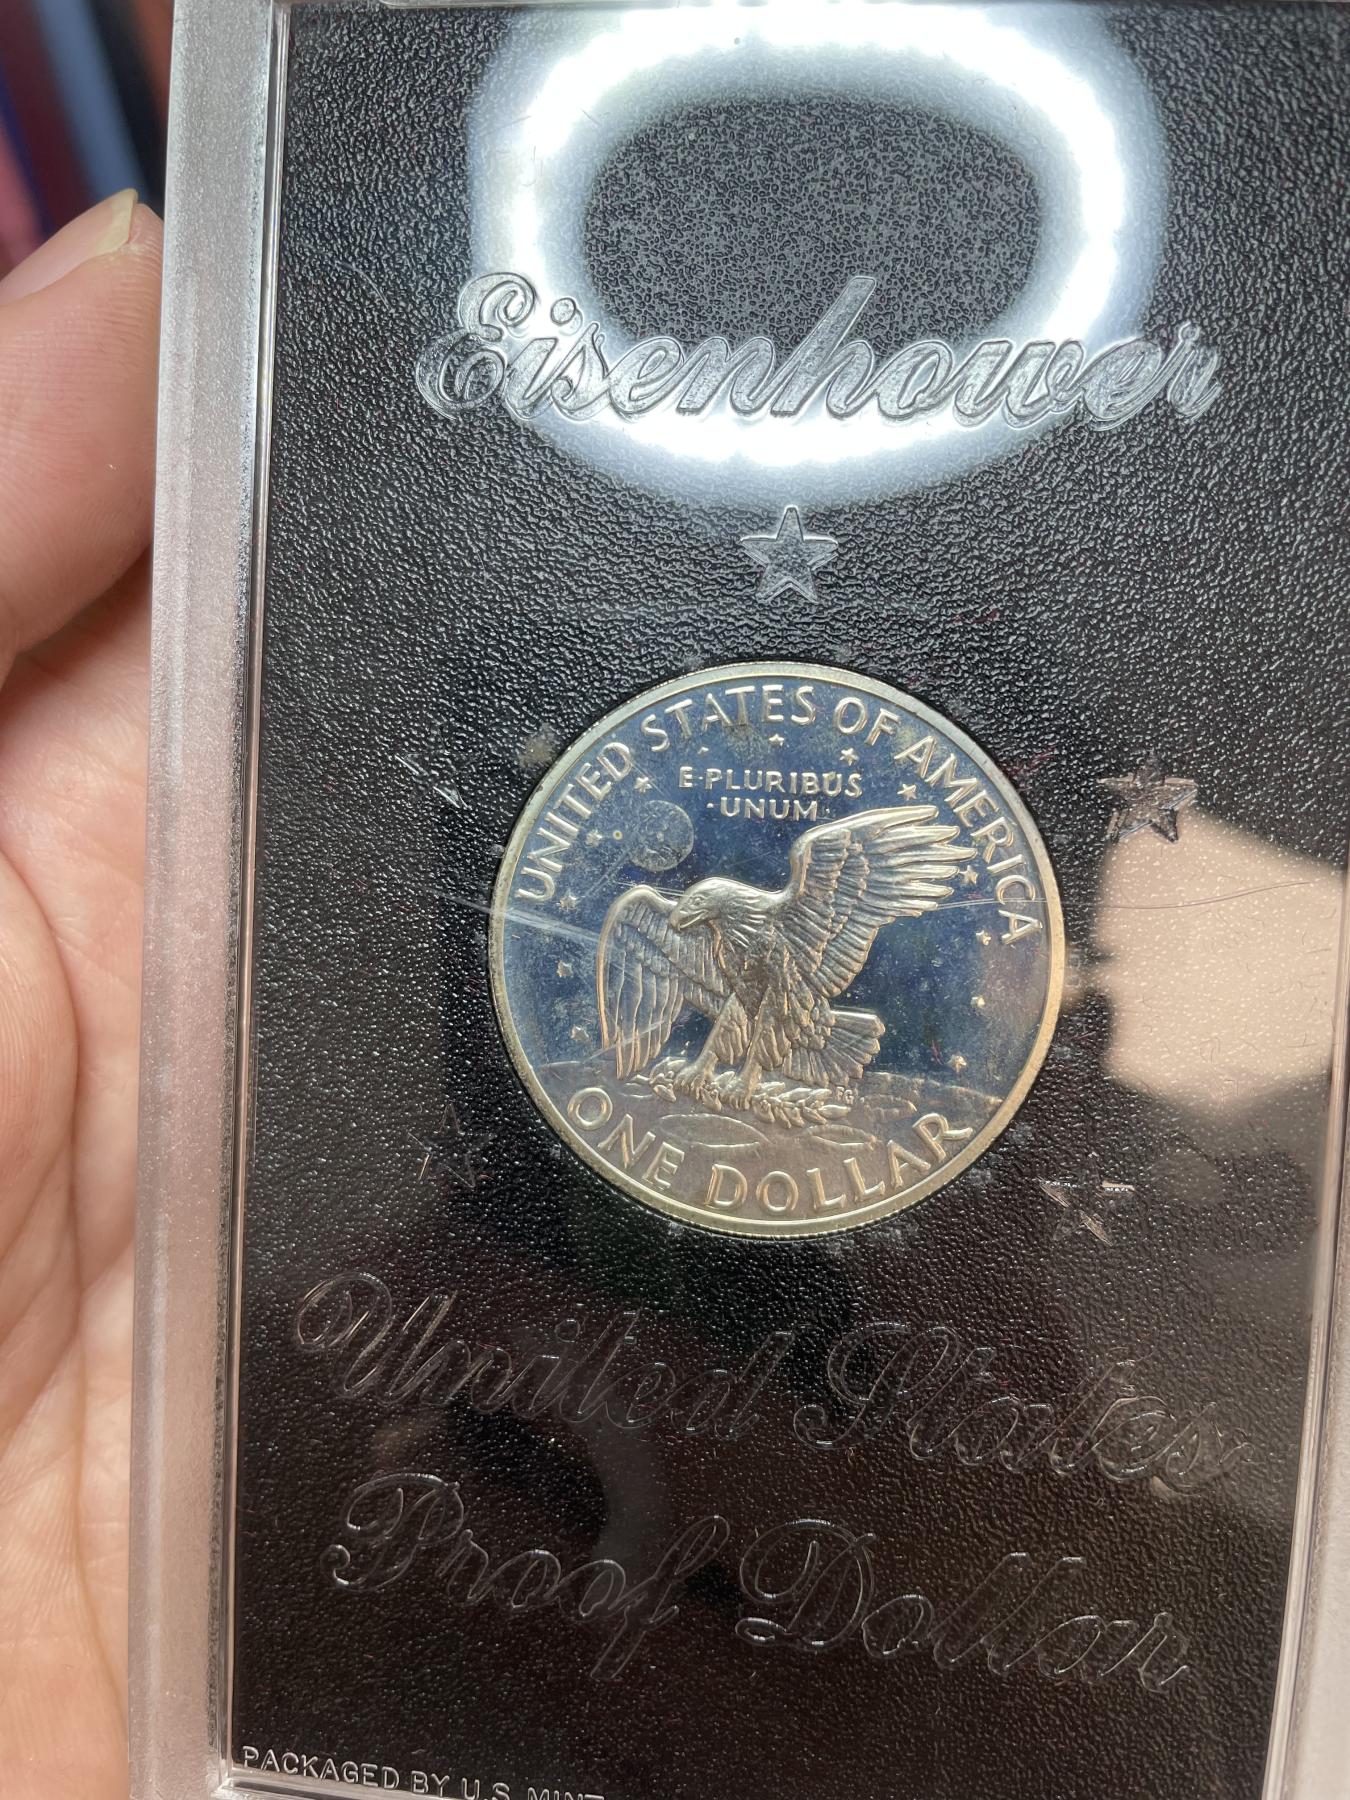 Eisenhower
UNITED STATES OF AMERICA
E·PLURIBUS
·UNUM·
FG
ONE DOLLAR
United States
Proof Dollar
PACKAGED BY U.S. MINT